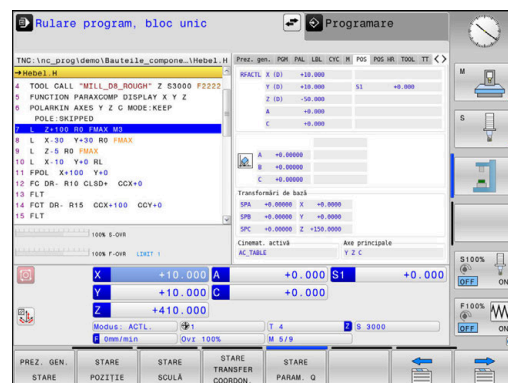 Rulare program, bloc unic
Programare
TNC:\nc_prog\demo\Bauteile_compone…\Hebel.H
→Hebel.H
4 TOOL CALL "MILL_D8_ROUGH" Z S3000 F2222
5 FUNCTION PARAXCOMP DISPLAY X Y Z
6 POLARKIN AXES Y Z C MODE:KEEP
POLE:SKIPPED
7 L Z+100 R0 FMAX M3
8 L X-30 Y+30 R0 FMAX
9 L Z-5 R0 FMAX
10 L X-10 Y+0 RL
11 FPOL X+100 Y+0
12 FC DR- R10 CLSD+ CCX+0
13 FLT
14 FCT DR- R15 CCX+100 CCY+0
15 FLT
100% S-OVR
100% F-OVR LIMIT 1
Prez. gen. PGM PAL LBL CYC M POS POS HR TOOL TT
RFACTL X (D) +10.000
Y (D) +10.000 S1 +0.000
Z (D) -50.000
A +0.000
C +0.000
A +0.00000
B +0.00000
C +0.00000
Transformări de bază
SPA +0.00000 X +0.0000
SPB +0.00000 Y +0.0000
SPC +0.00000 Z +150.0000
Cinemat. activă Axe principale
AC_TABLE Y Z C
X +10.000 A +0.000 S1 +0.000
Y +10.000 C +0.000
Z +410.000
Modus: ACTL. 1 T 4 Z S 3000
F 0mm/min Ovr 100% M 5/9
M
S
S100%
OFF ON
F100%
OFF ON
PREZ. GEN. STARE
STARE POZIŢIE
STARE SCULĂ
STARE TRANSFER COORDON.
STARE PARAM. Q